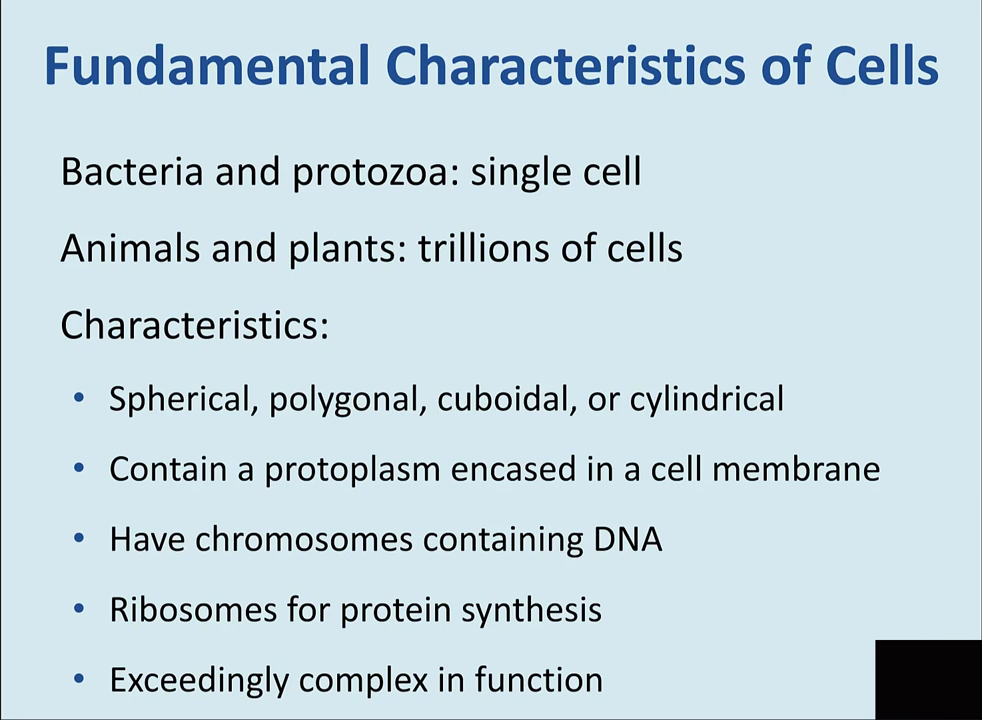 Fundamental Characteristics of Cells
Bacteria and protozoa: single cell
Animals and plants: trillions of cells
Characteristics:
• Spherical, polygonal, cuboidal, or cylindrical
• Contain a protoplasm encased in a cell membrane
• Have chromosomes containing DNA
• Ribosomes for protein synthesis
• Exceedingly complex in function